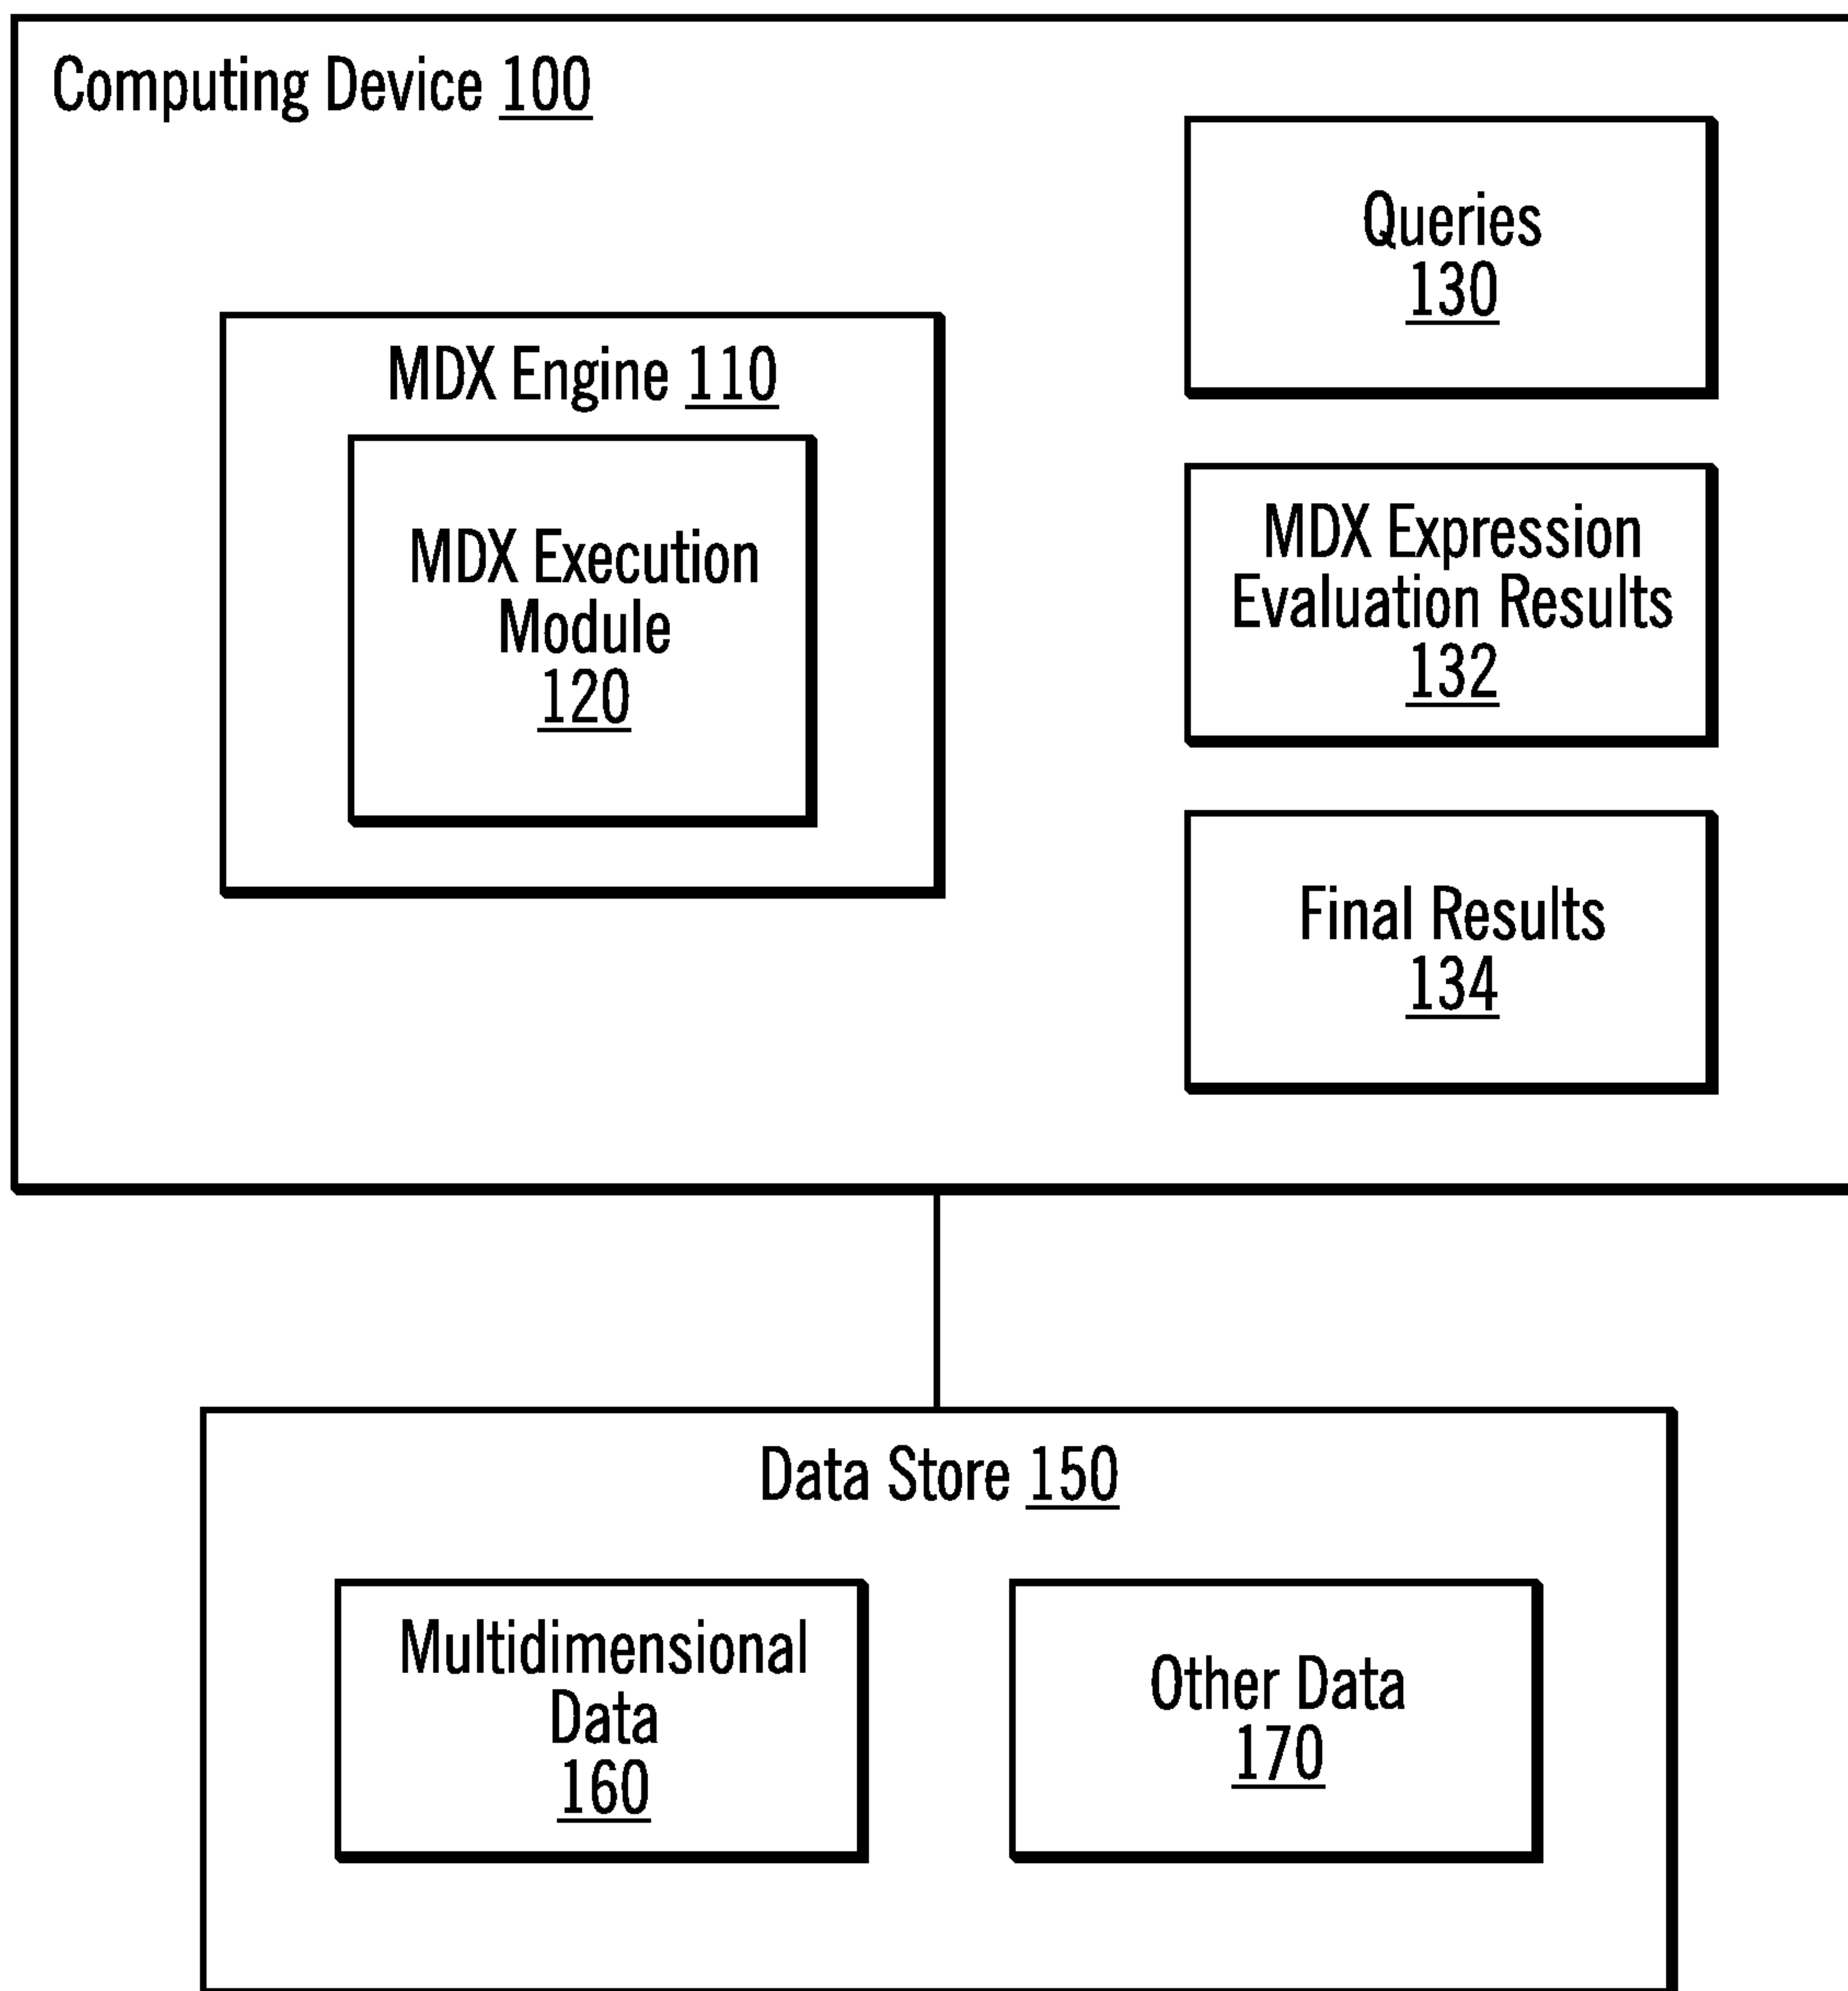 Computing Device 100
Queries
130
MDX Engine 110
MDX Execution
Module
120
MDX Expression
Evaluation Results
132
Final Results
134
Data Store 150
Multidimensional
Data
160
Other Data
170